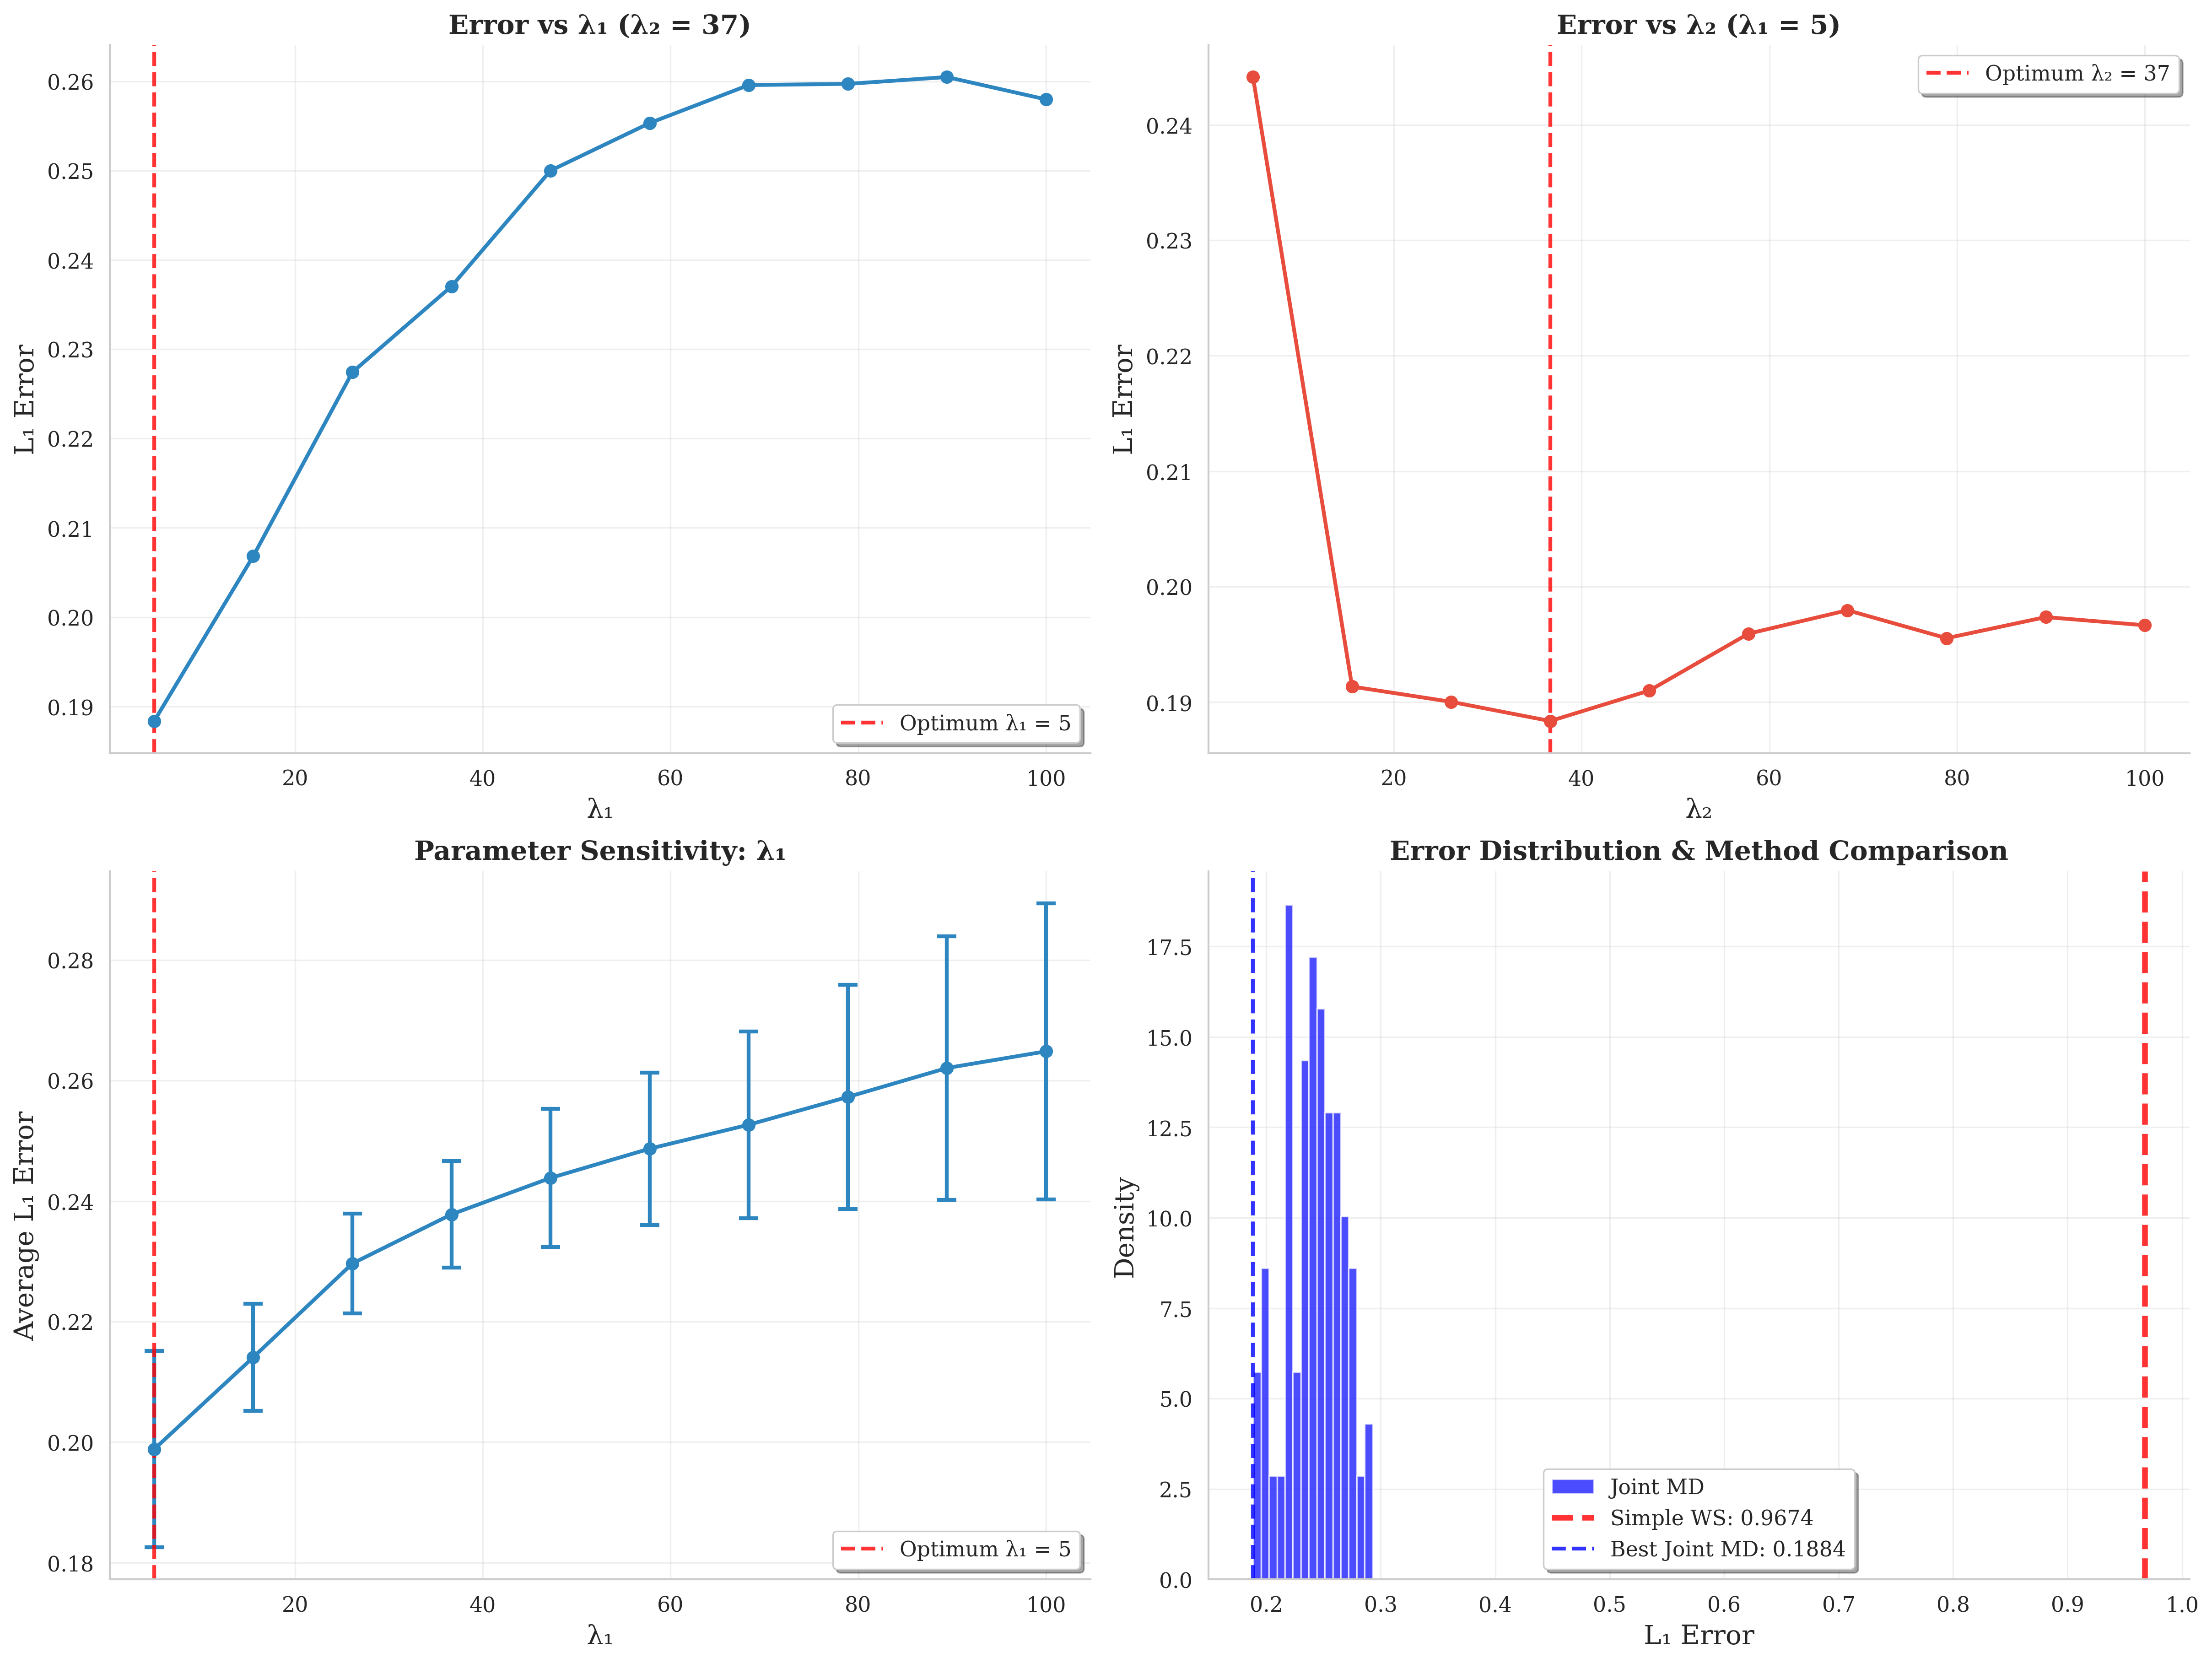 Error vs λ₁ (λ₂ = 37)
L₁ Error
0.26
0.25
0.24
0.23
0.22
0.21
0.20
0.19
20 40 60 80 100
λ₁
Optimum λ₁ = 5
Error vs λ₂ (λ₁ = 5)
L₁ Error
0.24
0.23
0.22
0.21
0.20
0.19
20 40 60 80 100
λ₂
Optimum λ₂ = 37
Parameter Sensitivity: λ₁
Average L₁ Error
0.28
0.26
0.24
0.22
0.20
0.18
20 40 60 80 100
λ₁
Optimum λ₁ = 5
Error Distribution & Method Comparison
Density
17.5
15.0
12.5
10.0
7.5
5.0
2.5
0.0
0.2 0.3 0.4 0.5 0.6 0.7 0.8 0.9 1.0
L₁ Error
Joint MD
Simple WS: 0.9674
Best Joint MD: 0.1884